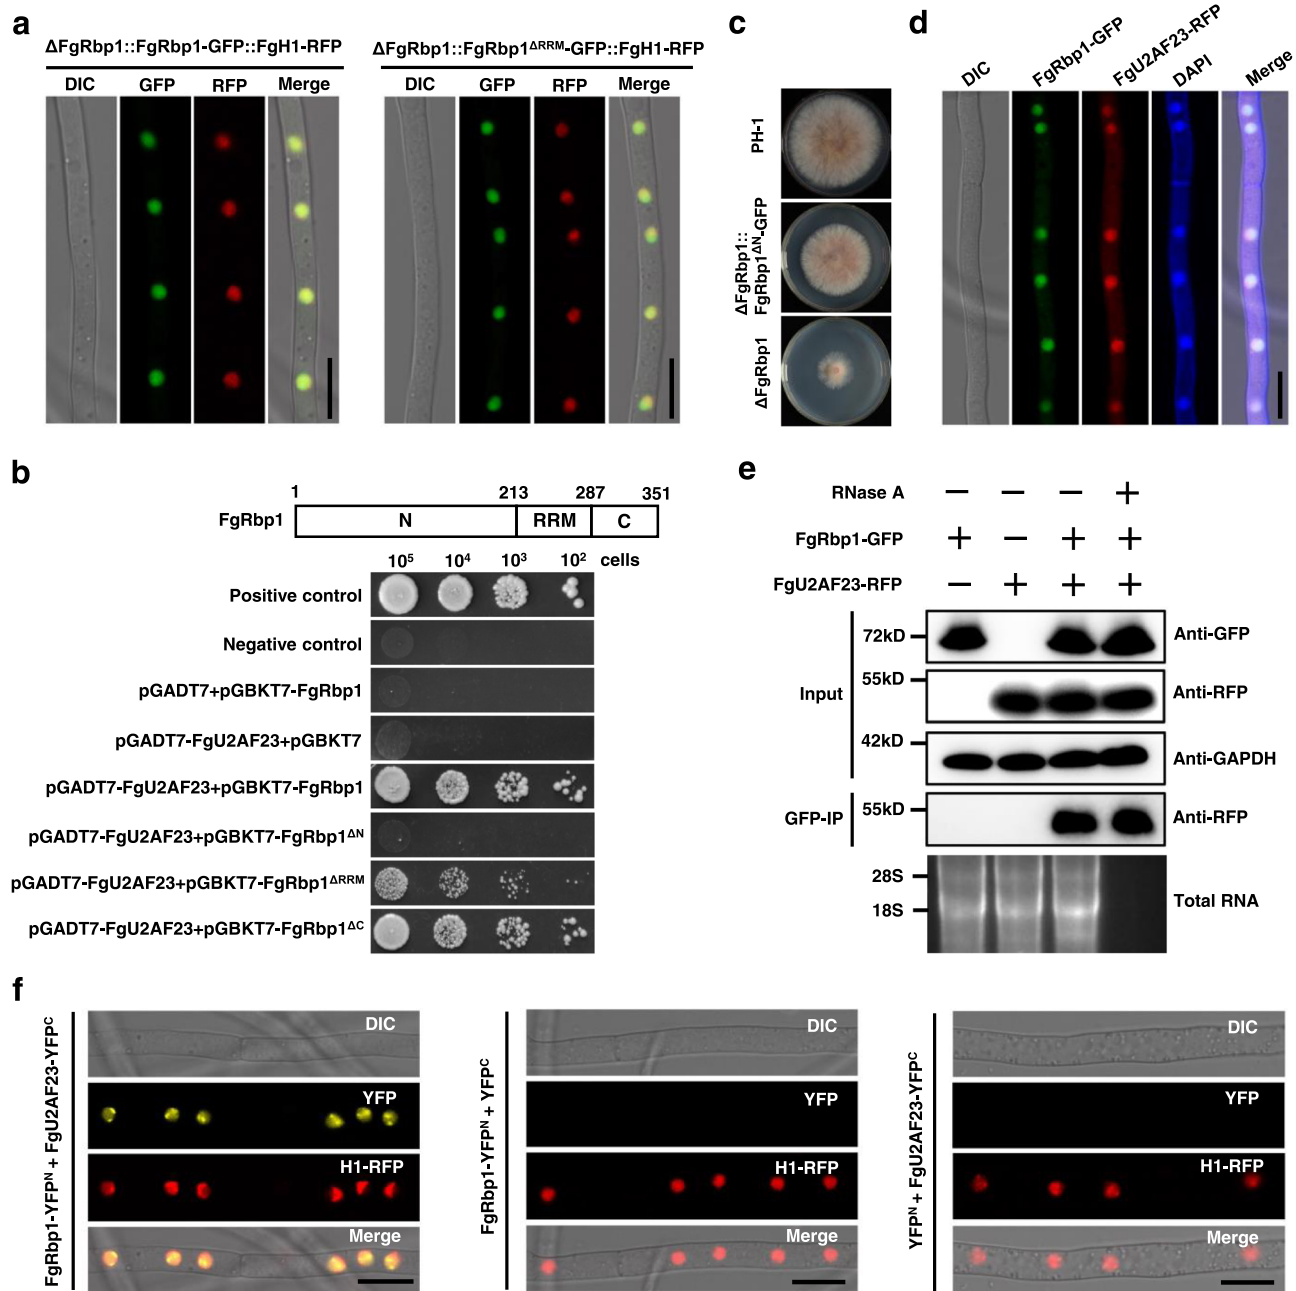 a
ΔFgRbp1::FgRbp1-GFP::FgH1-RFP
DIC GFP RFP Merge
ΔFgRbp1::FgRbp1ΔRRM-GFP::FgH1-RFP
DIC GFP RFP Merge
c
PH-1
ΔFgRbp1::
FgRbp1ΔN-GFP
ΔFgRbp1
d
DIC
FgRbp1-GFP
FgU2AF23-RFP
DAPI
Merge
b
1 213 287 351
FgRbp1 N RRM C
10⁵ 10⁴ 10³ 10² cells
Positive control
Negative control
pGADT7+pGBKT7-FgRbp1
pGADT7-FgU2AF23+pGBKT7
pGADT7-FgU2AF23+pGBKT7-FgRbp1
pGADT7-FgU2AF23+pGBKT7-FgRbp1ΔN
pGADT7-FgU2AF23+pGBKT7-FgRbp1ΔRRM
pGADT7-FgU2AF23+pGBKT7-FgRbp1ΔC
e
RNase A − − − +
FgRbp1-GFP + − + +
FgU2AF23-RFP − + + +
Input
72kD Anti-GFP
55kD Anti-RFP
42kD Anti-GAPDH
GFP-IP 55kD Anti-RFP
28S
18S Total RNA
f
FgRbp1-YFPᴺ + FgU2AF23-YFPᶜ
DIC
YFP
H1-RFP
Merge
FgRbp1-YFPᴺ + YFPᶜ
DIC
YFP
H1-RFP
Merge
YFPᴺ + FgU2AF23-YFPᶜ
DIC
YFP
H1-RFP
Merge